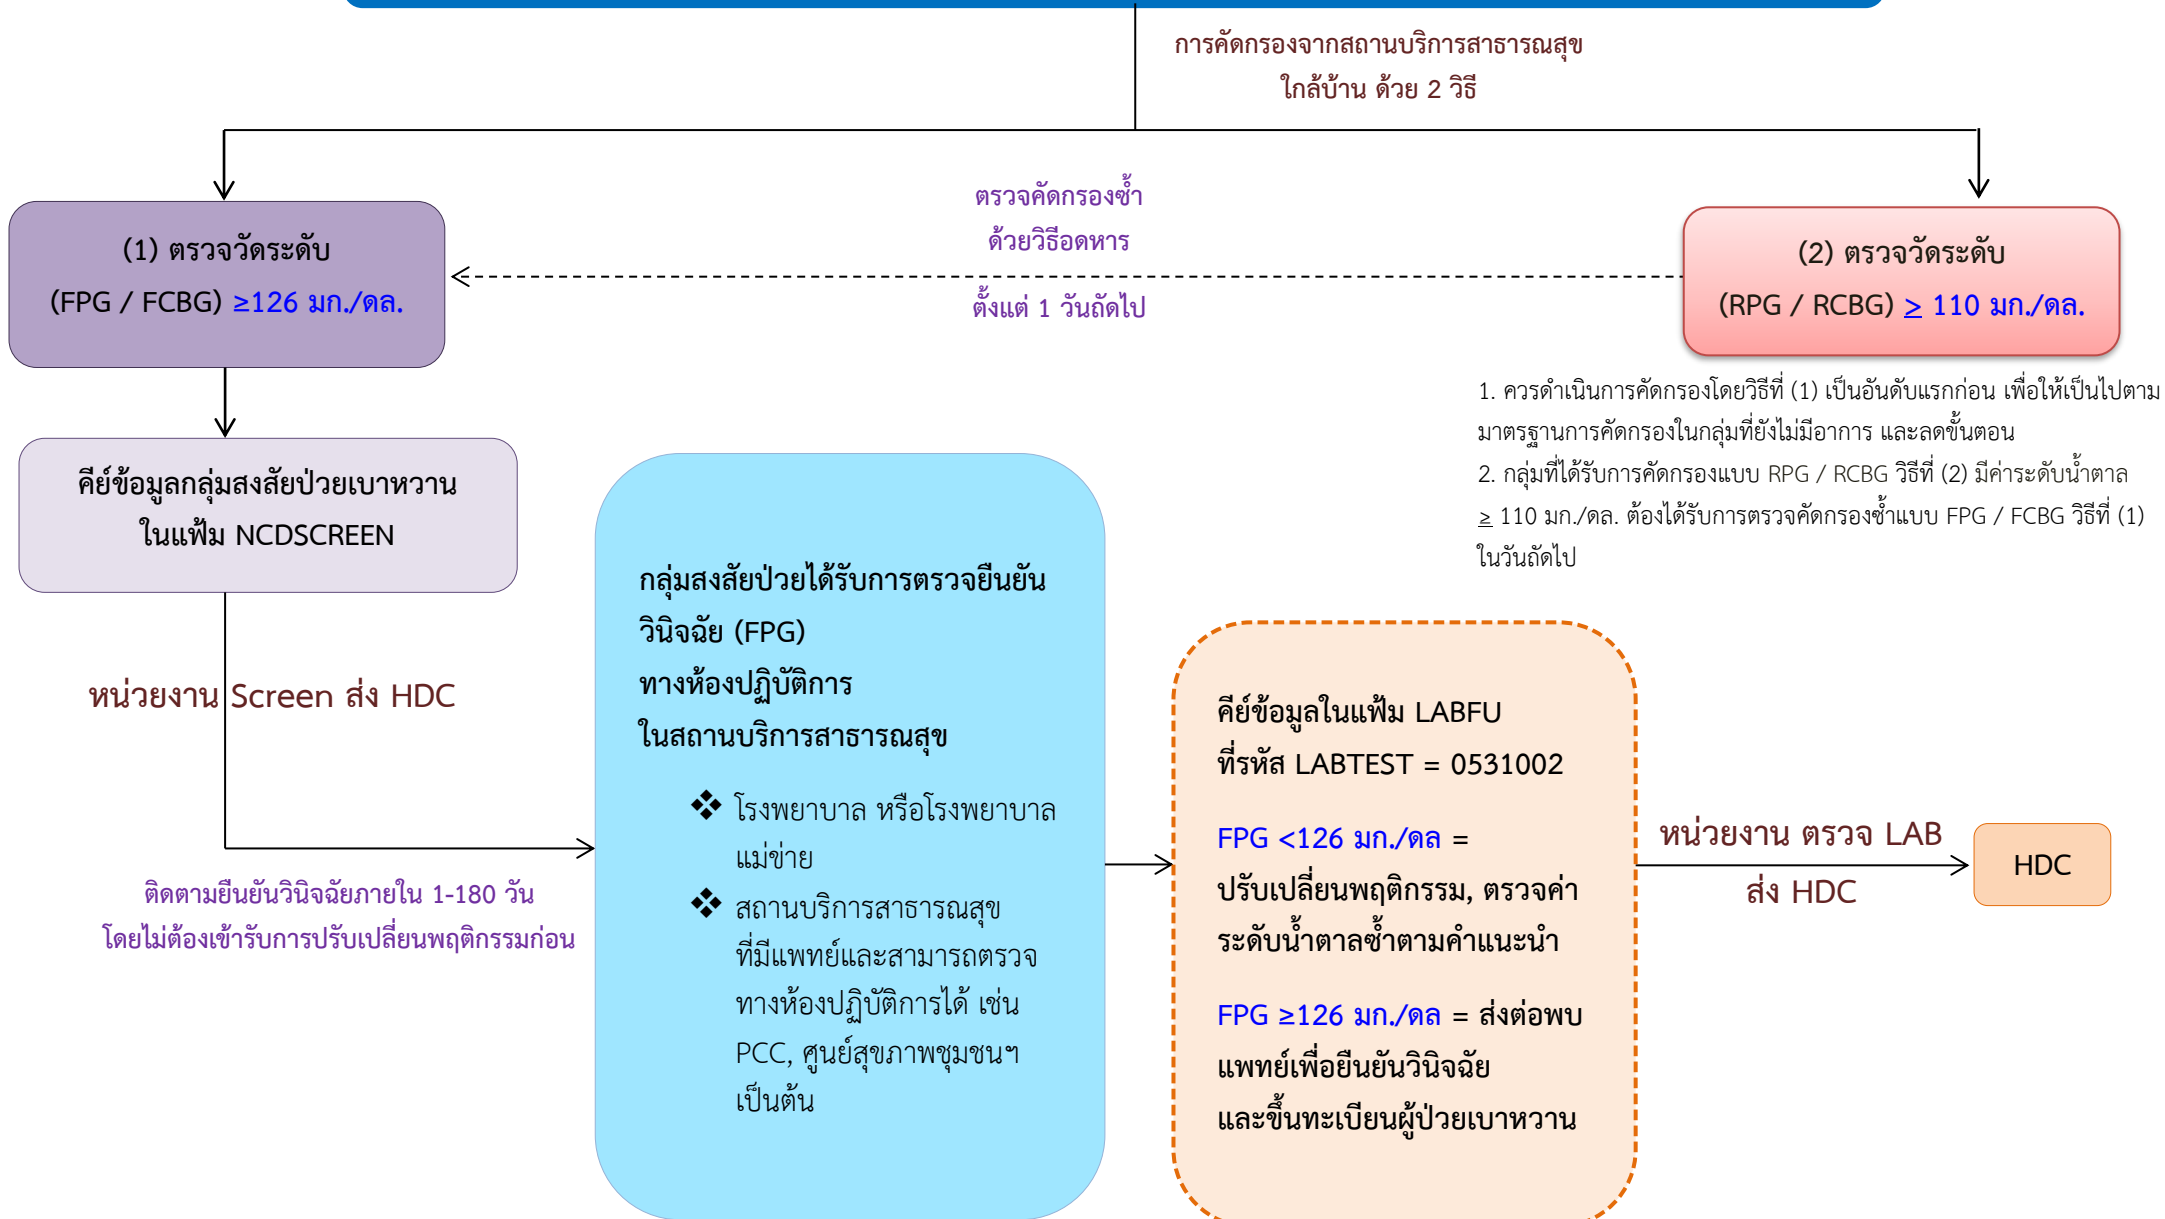 การคัดกรองจากสถานบริการสาธารณสุข
ใกล้บ้าน ด้วย 2 วิธี
ตรวจคัดกรองซ้ำ
ด้วยวิธีอดหาร
ตั้งแต่ 1 วันถัดไป
(1) ตรวจวัดระดับ
(FPG / FCBG) ≥126 มก./ดล.
(2) ตรวจวัดระดับ
(RPG / RCBG) ≥ 110 มก./ดล.
1. ควรดำเนินการคัดกรองโดยวิธีที่ (1) เป็นอันดับแรกก่อน เพื่อให้เป็นไปตาม
มาตรฐานการคัดกรองในกลุ่มที่ยังไม่มีอาการ และลดขั้นตอน
2. กลุ่มที่ได้รับการคัดกรองแบบ RPG / RCBG วิธีที่ (2) มีค่าระดับน้ำตาล
≥ 110 มก./ดล. ต้องได้รับการตรวจคัดกรองซ้ำแบบ FPG / FCBG วิธีที่ (1)
ในวันถัดไป
คีย์ข้อมูลกลุ่มสงสัยป่วยเบาหวาน
ในแฟ้ม NCDSCREEN
หน่วยงาน Screen ส่ง HDC
ติดตามยืนยันวินิจฉัยภายใน 1-180 วัน
โดยไม่ต้องเข้ารับการปรับเปลี่ยนพฤติกรรมก่อน
กลุ่มสงสัยป่วยได้รับการตรวจยืนยัน
วินิจฉัย (FPG)
ทางห้องปฏิบัติการ
ในสถานบริการสาธารณสุข
❖ โรงพยาบาล หรือโรงพยาบาล
แม่ข่าย
❖ สถานบริการสาธารณสุข
ที่มีแพทย์และสามารถตรวจ
ทางห้องปฏิบัติการได้ เช่น
PCC, ศูนย์สุขภาพชุมชนฯ
เป็นต้น
คีย์ข้อมูลในแฟ้ม LABFU
ที่รหัส LABTEST = 0531002
FPG <126 มก./ดล =
ปรับเปลี่ยนพฤติกรรม, ตรวจค่า
ระดับน้ำตาลซ้ำตามคำแนะนำ
FPG ≥126 มก./ดล = ส่งต่อพบ
แพทย์เพื่อยืนยันวินิจฉัย
และขึ้นทะเบียนผู้ป่วยเบาหวาน
หน่วยงาน ตรวจ LAB
ส่ง HDC
HDC